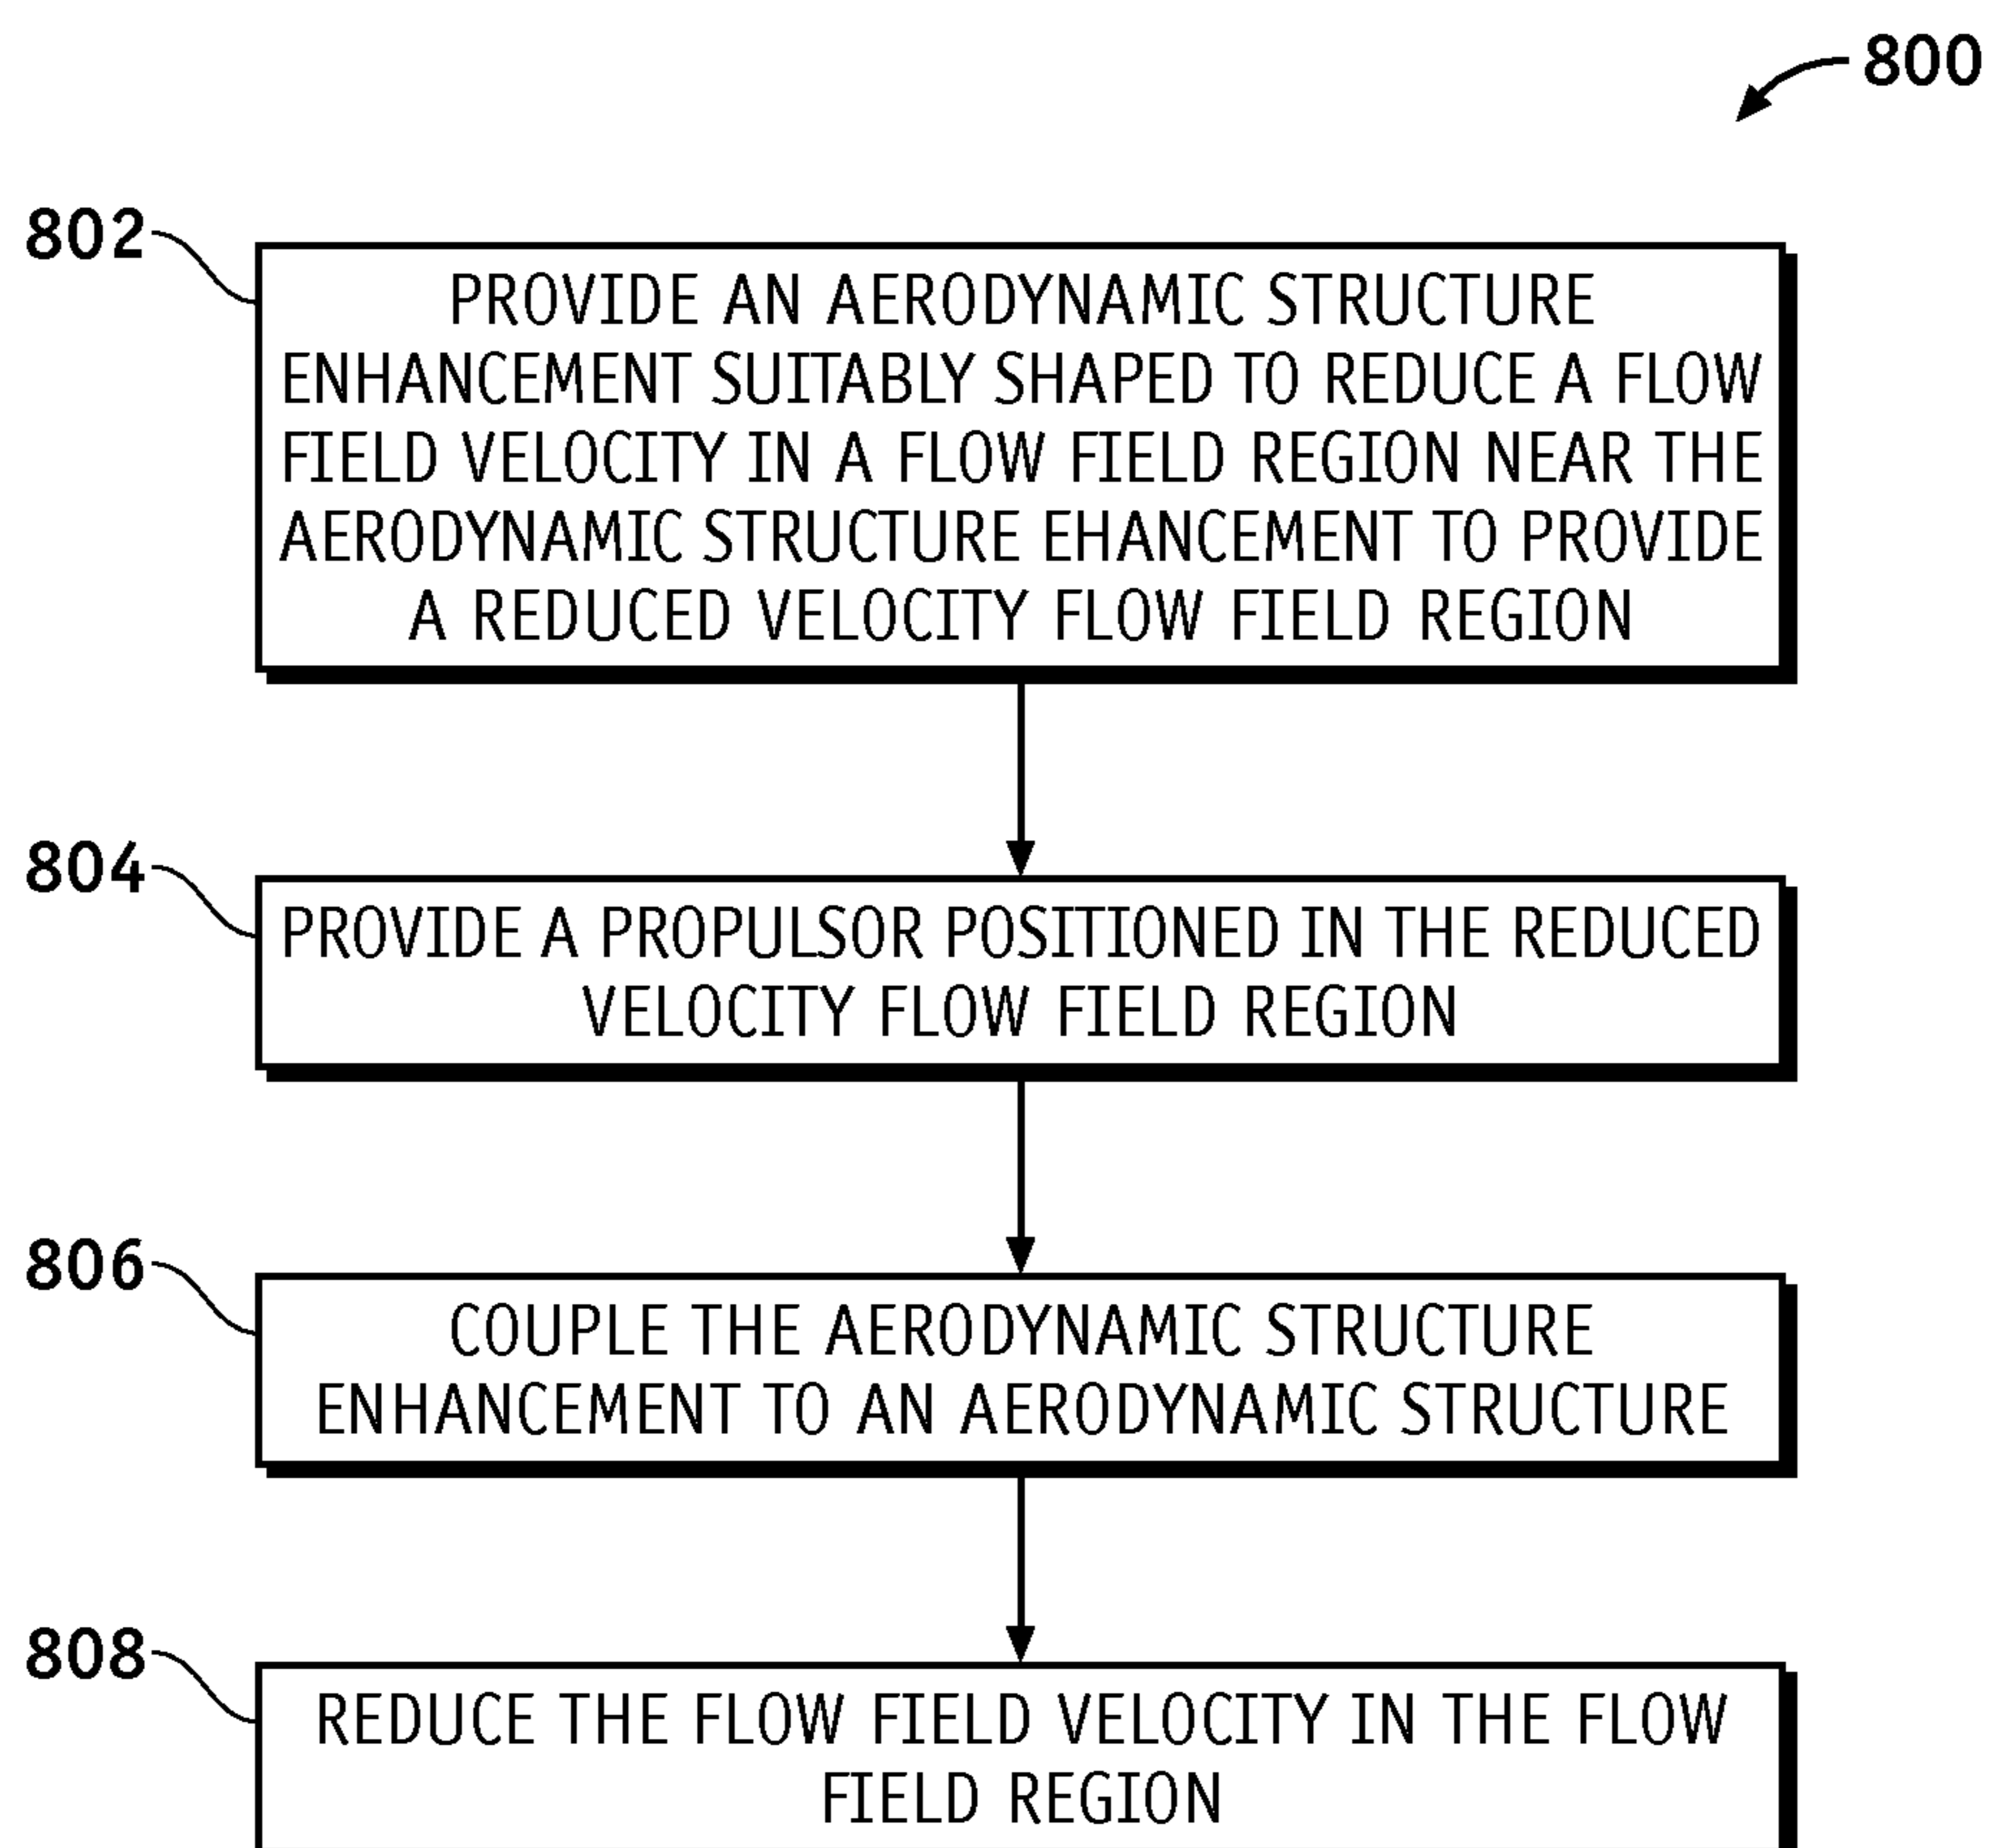 800
802
PROVIDE AN AERODYNAMIC STRUCTURE
ENHANCEMENT SUITABLY SHAPED TO REDUCE A FLOW
FIELD VELOCITY IN A FLOW FIELD REGION NEAR THE
AERODYNAMIC STRUCTURE EHANCEMENT TO PROVIDE
A REDUCED VELOCITY FLOW FIELD REGION
804
PROVIDE A PROPULSOR POSITIONED IN THE REDUCED
VELOCITY FLOW FIELD REGION
806
COUPLE THE AERODYNAMIC STRUCTURE
ENHANCEMENT TO AN AERODYNAMIC STRUCTURE
808
REDUCE THE FLOW FIELD VELOCITY IN THE FLOW
FIELD REGION